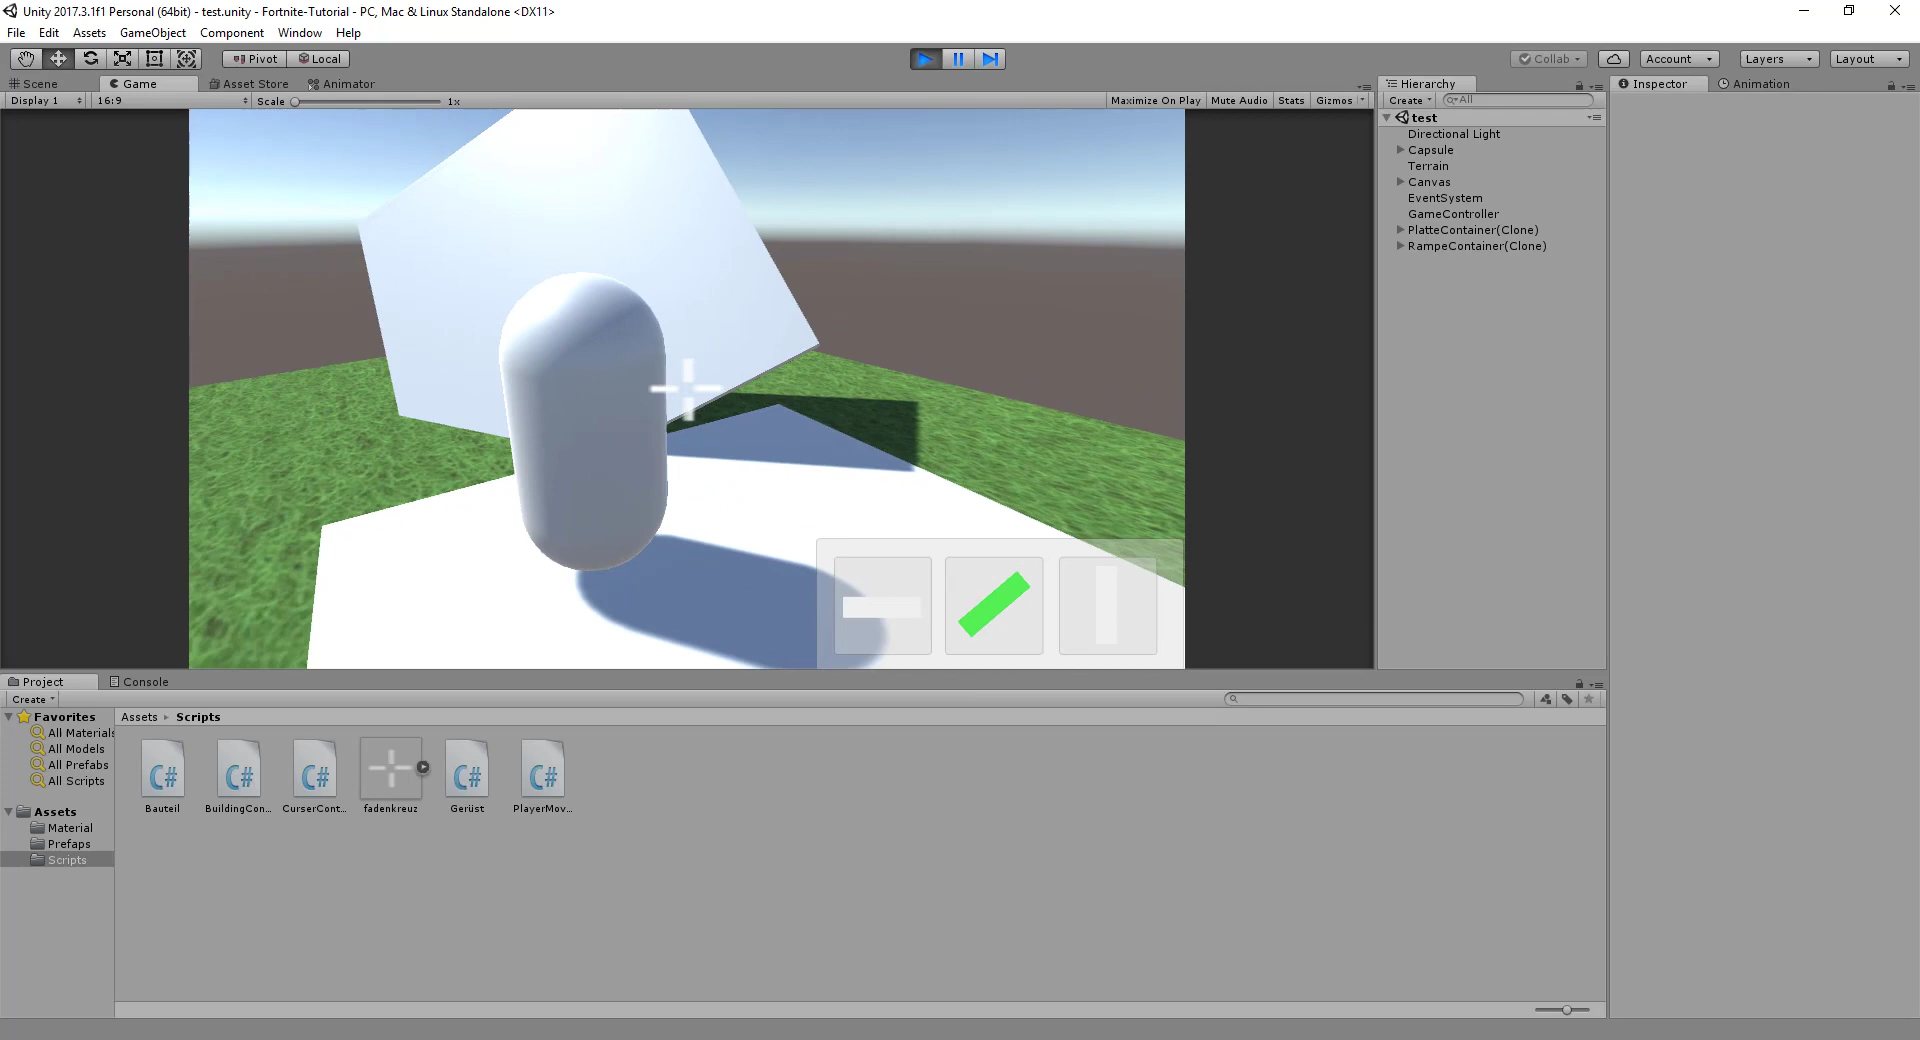 Unity 2017.3.1f1 Personal (64bit) - test.unity - Fortnite-Tutorial - PC, Mac & Linux Standalone <DX11>
File Edit Assets GameObject Component Window Help
Pivot Local Collab Account Layers Layout
Scene Game Asset Store Animator
Display 1 16:9 Scale 1x Maximize On Play Mute Audio Stats Gizmos
Hierarchy
Create All
test
Directional Light
Capsule
Terrain
Canvas
EventSystem
GameController
PlatteContainer(Clone)
RampeContainer(Clone)
Inspector Animation
Project Console
Create
Favorites
All Materials
All Models
All Prefabs
All Scripts
Assets
Material
Prefaps
Scripts
Assets Scripts
C# C# C# C# C#
Bauteil BuildingCon... CurserCont... fadenkreuz Gerüst PlayerMov...